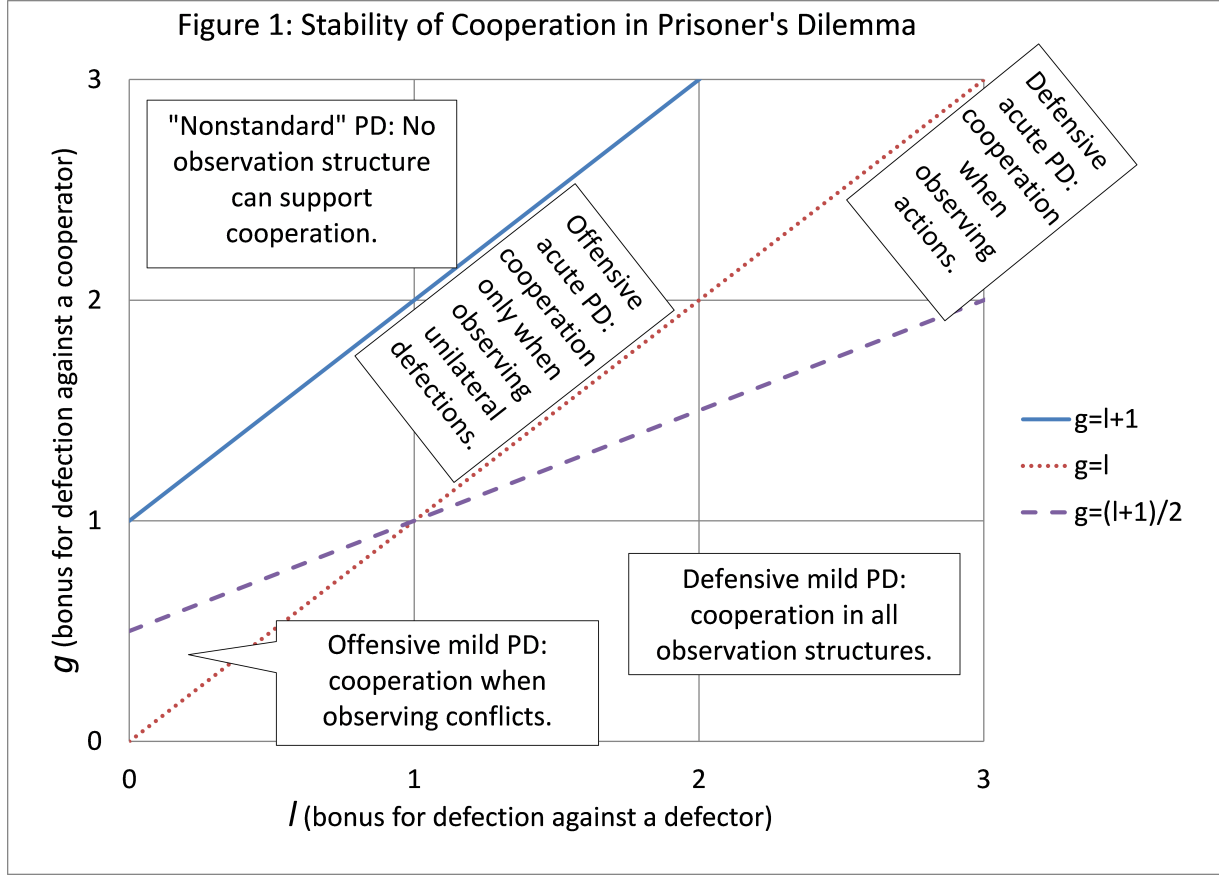 Figure 1: Stability of Cooperation in Prisoner's Dilemma
3
2
1
0
g (bonus for defection against a cooperator)
"Nonstandard" PD: No
observation structure
can support
cooperation.
Offensive
acute PD:
cooperation
only when
observing
unilateral
defections.
Defensive
acute PD:
cooperation
when
observing
actions.
Offensive mild PD:
cooperation when
observing conflicts.
Defensive mild PD:
cooperation in all
observation structures.
g=l+1
g=l
g=(l+1)/2
0 1 2 3
l (bonus for defection against a defector)